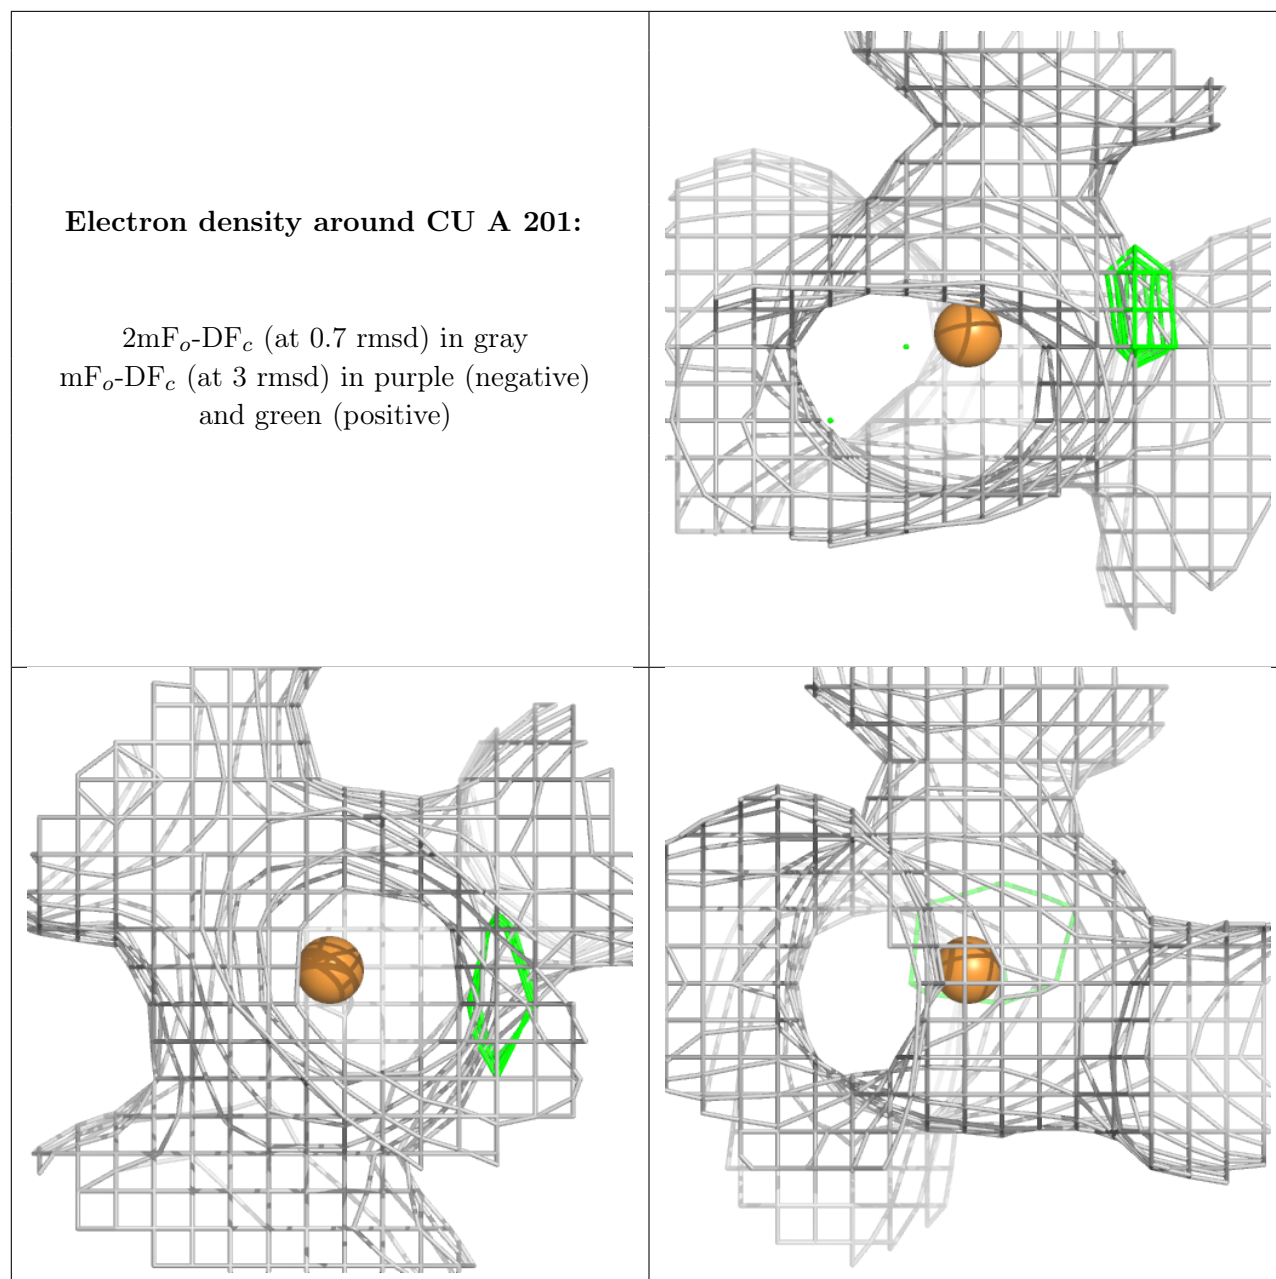 Electron density around CU A 201:
2mFo-DFc (at 0.7 rmsd) in gray
mFo-DFc (at 3 rmsd) in purple (negative)
and green (positive)